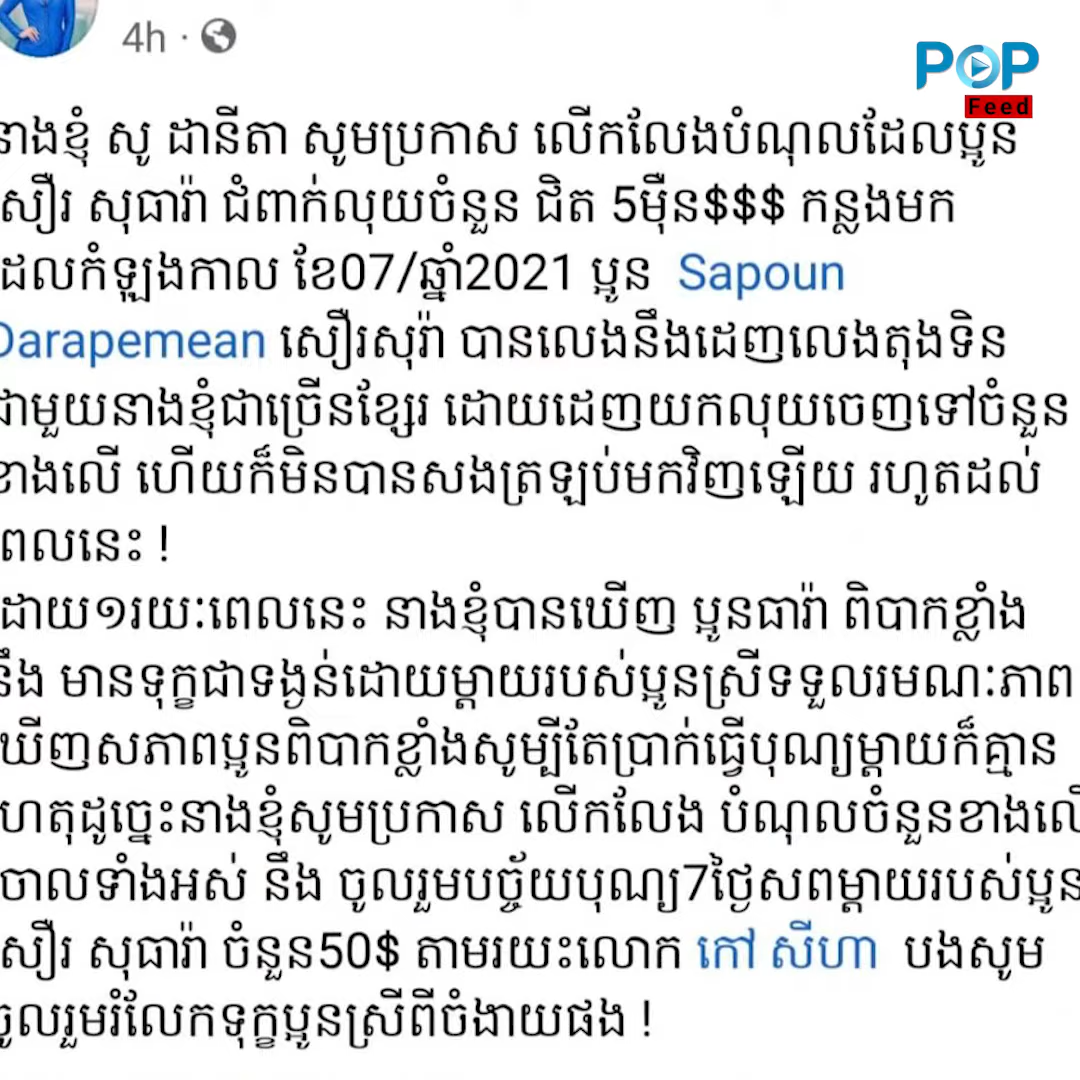 4h ·
POP
Feed
នាងខ្ញុំ សូ ដានីតា សូមប្រកាស លើកលែងបំណុលដែលប្អូន
សឿរ សុធារ៉ា ជំពាក់លុយចំនួន ជិត 5ម៉ឺន$$$ កន្លងមក
ដែលកំឡុងកាល ខែ07/ឆ្នាំ2021 ប្អូន Sapoun
Darapemean សឿរសុរ៉ា បានលេងនឹងដេញលេងតុងទិន
ជាមួយនាងខ្ញុំជាច្រើនខ្សែរ ដោយដេញយកលុយចេញទៅចំនួន
ខាងលើ ហើយក៏មិនបានសងត្រឡប់មកវិញឡើយ រហូតដល់
ពេលនេះ !
ដោយ១រយ:ពេលនេះ នាងខ្ញុំបានឃើញ ប្អូនធារ៉ា ពិបាកខ្លាំង
នឹង មានទុក្ខជាទង្ងន់ដោយម្តាយរបស់ប្អូនស្រីទទួលរមណ:ភាព
ឃើញសភាពប្អូនពិបាកខ្លាំងសូម្បីតែប្រាក់ធ្វើបុណ្យម្តាយក៏គ្មាន
ហេតុដូច្នេះនាងខ្ញុំសូមប្រកាស លើកលែង បំណុលចំនួនខាងលើ
ចោលទាំងអស់ នឹង ចូលរួមបច្ច័យបុណ្យ7ថ្ងៃសពម្តាយរបស់ប្អូន
សឿរ សុធារ៉ា ចំនួន50$ តាមរយះលោក កៅ សីហា បងសូម
ចូលរួមរំលែកទុក្ខប្អូនស្រីពីចំងាយផង !